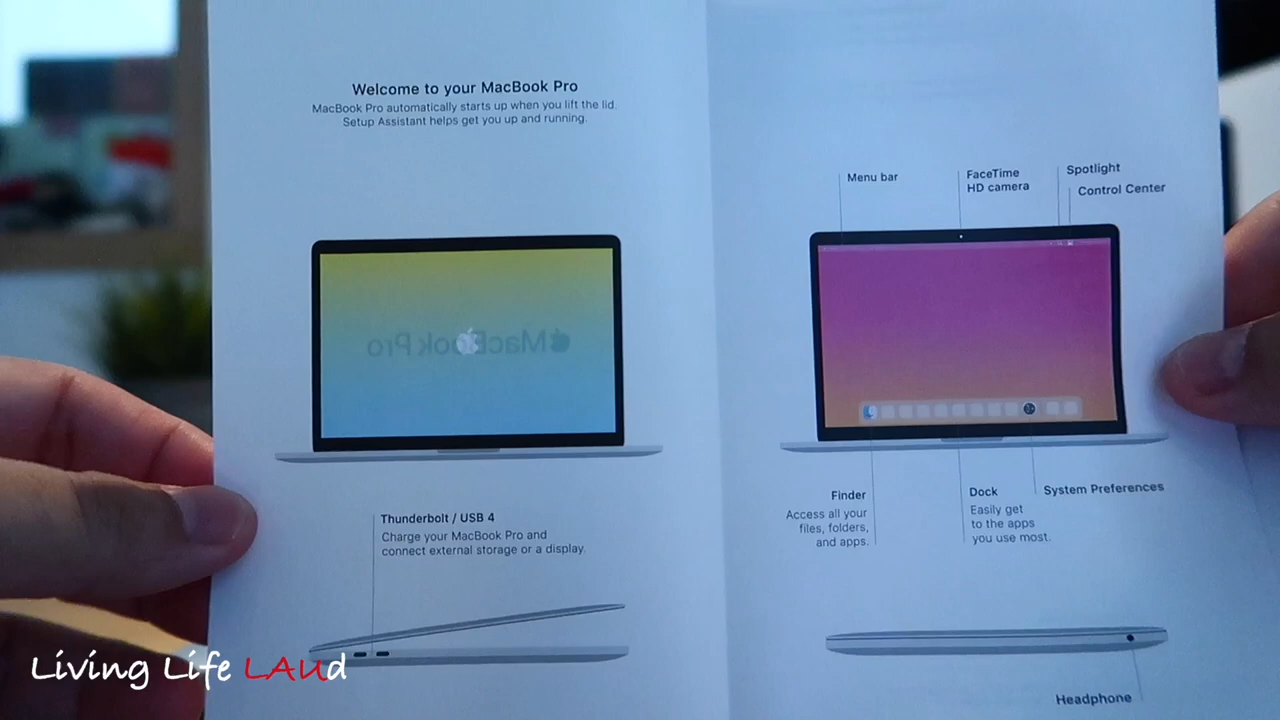 Welcome to your MacBook Pro
MacBook Pro automatically starts up when you lift the lid.
Setup Assistant helps get you up and running.
MacBook Pro
Thunderbolt / USB 4
Charge your MacBook Pro and
connect external storage or a display.
Menu bar
FaceTime
HD camera
Spotlight
Control Center
Finder
Access all your
files, folders,
and apps.
Dock
Easily get
to the apps
you use most.
System Preferences
Headphone
Living Life LAUd